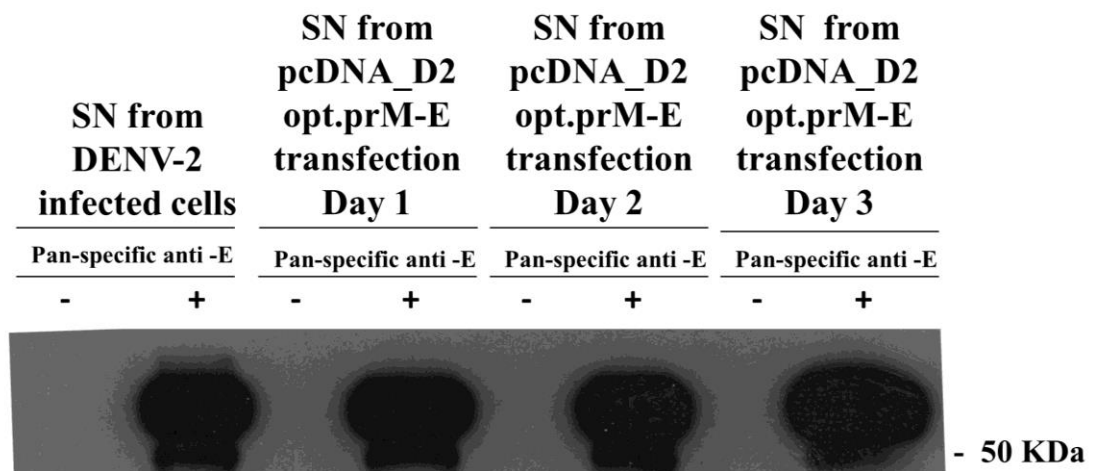 SN from
DENV-2
infected cells
SN from
pcDNA_D2
opt.prM-E
transfection
Day 1
SN from
pcDNA_D2
opt.prM-E
transfection
Day 2
SN from
pcDNA_D2
opt.prM-E
transfection
Day 3
Pan-specific anti -E
Pan-specific anti -E
Pan-specific anti -E
Pan-specific anti -E
- + - + - + - +
- 50 KDa